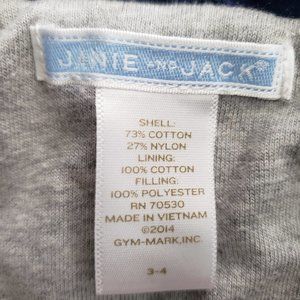 JANIE AND JACK®
SHELL:
73% COTTON
27% NYLON
LINING:
100% COTTON
FILLING:
100% POLYESTER
RN 70530
MADE IN VIETNAM
©2014
GYM-MARK,INC.
3-4